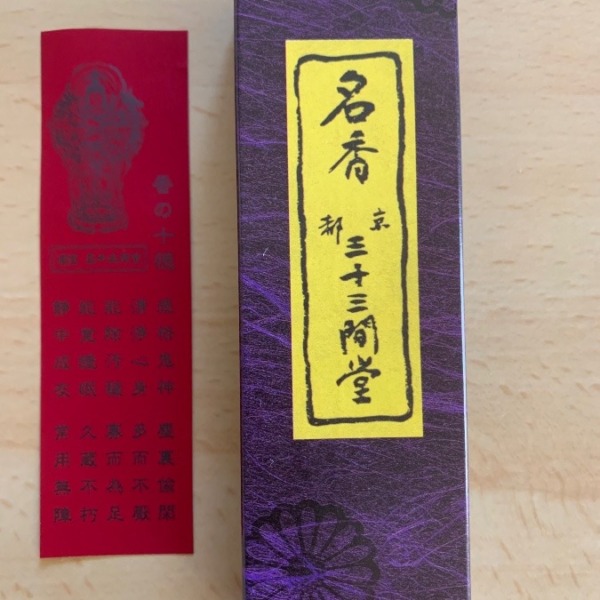 名香
京都
三十三間堂
香の十徳
感格鬼神 塵裏偸閑
清浄心身 多而不厭
能除汚穢 寡而為足
能覚睡眠 久蔵不朽
静中成友 常用無障